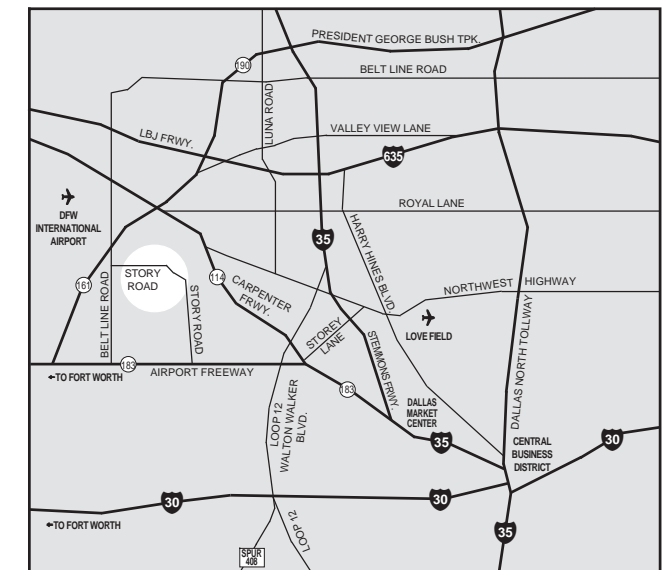 PRESIDENT GEORGE BUSH TPK.
190
BELT LINE ROAD
LUNA ROAD
LBJ FRWY.
VALLEY VIEW LANE
635
DFW
INTERNATIONAL
AIRPORT
ROYAL LANE
35
HARRY HINES BLVD.
STORY
ROAD
161
114
CARPENTER
FRWY.
NORTHWEST HIGHWAY
BELT LINE ROAD
STORY ROAD
STOREY
LANE
STEMMONS FRWY.
LOVE FIELD
DALLAS NORTH TOLLWAY
183
AIRPORT FREEWAY
TO FORT WORTH
183
LOOP 12
WALTON WALKER
BLVD.
DALLAS
MARKET
CENTER
35
CENTRAL
BUSINESS
DISTRICT
30
30
30
TO FORT WORTH
LOOP 12
35
SPUR
408